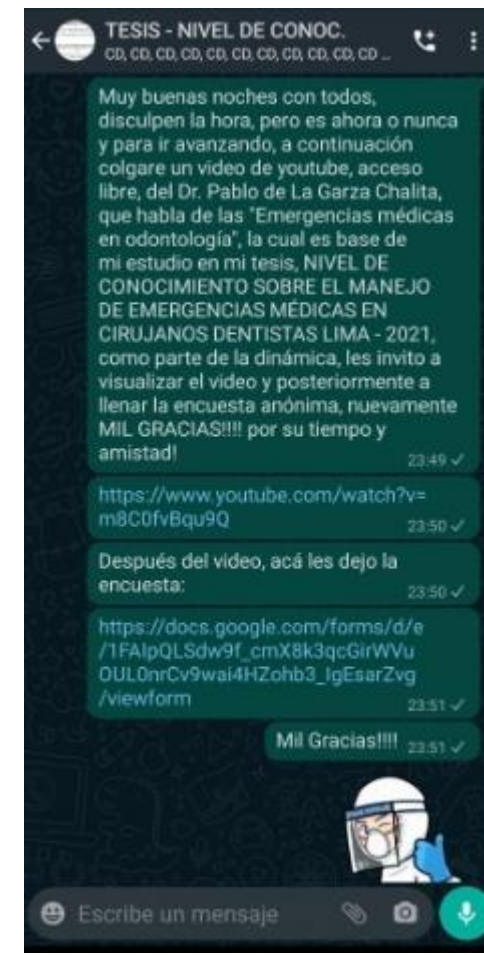 TESIS - NIVEL DE CONOC.
CD, CD, CD, CD, CD, CD, CD, CD, CD ...
Muy buenas noches con todos,
disculpen la hora, pero es ahora o nunca
y para ir avanzando, a continuación
colgare un video de youtube, acceso
libre, del Dr. Pablo de La Garza Chalita,
que habla de las "Emergencias médicas
en odontología", la cual es base de
mi estudio en mi tesis, NIVEL DE
CONOCIMIENTO SOBRE EL MANEJO
DE EMERGENCIAS MÉDICAS EN
CIRUJANOS DENTISTAS LIMA - 2021,
como parte de la dinámica, les invito a
visualizar el video y posteriormente a
llenar la encuesta anónima, nuevamente
MIL GRACIAS!!!! por su tiempo y
amistad!
23:49
https://www.youtube.com/watch?v=
m8C0fvBqu9Q
23:50
Después del video, acá les dejo la
encuesta:
23:50
https://docs.google.com/forms/d/e
/1FAIpQLSdw9f_cmX8k3qcGirWVu
OUL0nrCv9wai4HZohb3_IgEsarZvg
/viewform
23:51
Mil Gracias!!!! 23:51
Escribe un mensaje